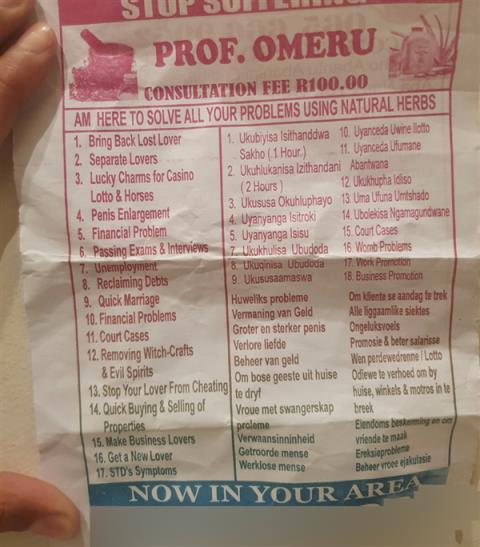 STOP SUFFERING
PROF. OMERU
CONSULTATION FEE R100.00
AM HERE TO SOLVE ALL YOUR PROBLEMS USING NATURAL HERBS
1. Bring Back Lost Lover
2. Separate Lovers
3. Lucky Charms for Casino
Lotto & Horses
4. Penis Enlargement
5. Financial Problem
6. Passing Exams & Interviews
7. Unemployment
8. Reclaiming Debts
9. Quick Marriage
10. Financial Problems
11. Court Cases
12. Removing Witch-Crafts
& Evil Spirits
13. Stop Your Lover From Cheating
14. Quick Buying & Selling of
Properties
15. Make Business Lovers
16. Get a New Lover
17. STD's Symptoms
1. Ukubiyisa Isithanddwa
Sakho (1 Hour.)
2. Ukuhlukanisa Izithandani
(2 Hours)
3. Ukususa Okuhluphayo
4. Uyanyanga Isitroki
5. Uyanyanga Isisu
7. Ukukhulisa Ubudoda
8. Ukuqinisa Ubudoda
9. Ukususaamaswa
10. Uyanceda Uwine Ilotto
11. Uyanceda Ufumane
Abantwana
12. Ukukhupha Idliso
13. Uma Ufuna Umtshado
14. Ubolekisa Ngamagundwane
15. Court Cases
16. Womb Problems
17. Work Promotion
18. Business Promotion
Huweliks probleme
Vermaning van Geld
Groter en sterker penis
Verlore liefde
Beheer van geld
Om bose geeste uit huise
te dryf
Vroue met swangerskap
proleme
Verwaansinninheid
Getroorde mense
Werklose mense
Om kliente se aandag te trek
Alle liggaamlike siektes
Ongeluksvoels
Promosie & beter salarisse
Wen perdewedrenne ! Lotto
Odiewe te verhoed om by
huise, winkels & motros in te
breek
Eiendoms beskerming en om
vriende te maak
Ereksieprobleme
Beheer vroee ejakulasie
NOW IN YOUR AREA